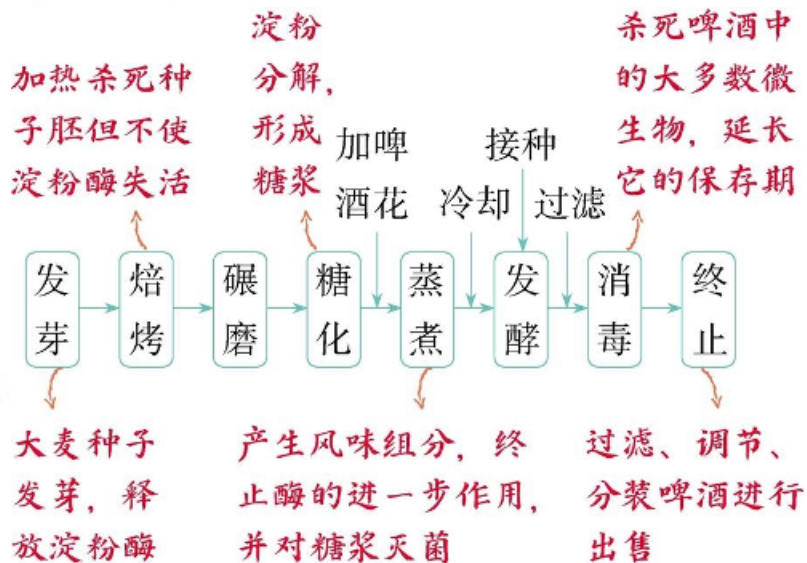 加热杀死种
子胚但不使
淀粉酶失活
淀粉
分解，
形成
糖浆
杀死啤酒中
的大多数微
生物，延长
它的保存期
加啤
酒花
冷却
接种
过滤
发芽
焙烤
碾磨
糖化
蒸煮
发酵
消毒
终止
大麦种子
发芽，释
放淀粉酶
产生风味组分，终
止酶的进一步作用，
并对糖浆灭菌
过滤、调节、
分装啤酒进行
出售